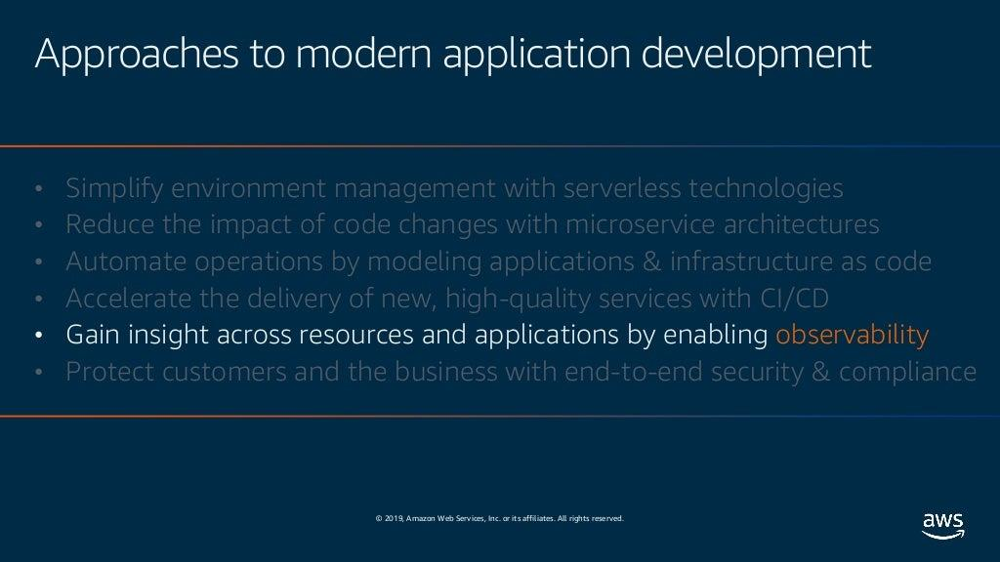 Approaches to modern application development
• Simplify environment management with serverless technologies
• Reduce the impact of code changes with microservice architectures
• Automate operations by modeling applications & infrastructure as code
• Accelerate the delivery of new, high-quality services with CI/CD
• Gain insight across resources and applications by enabling observability
• Protect customers and the business with end-to-end security & compliance
© 2019, Amazon Web Services, Inc. or its affiliates. All rights reserved.
aws